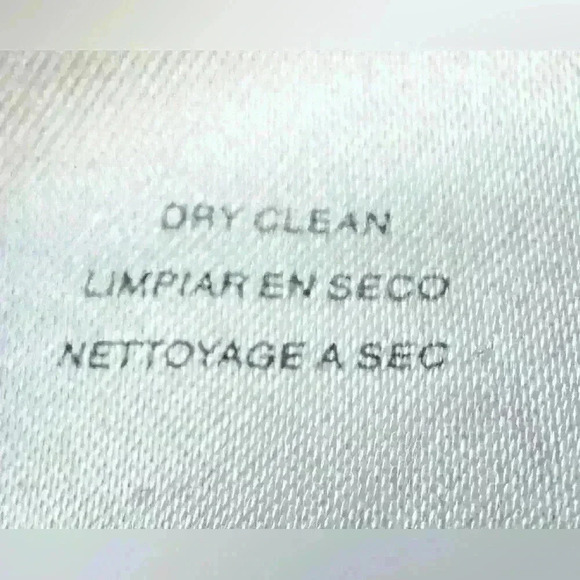 DRY CLEAN
LIMPIAR EN SECO
NETTOYAGE A SEC